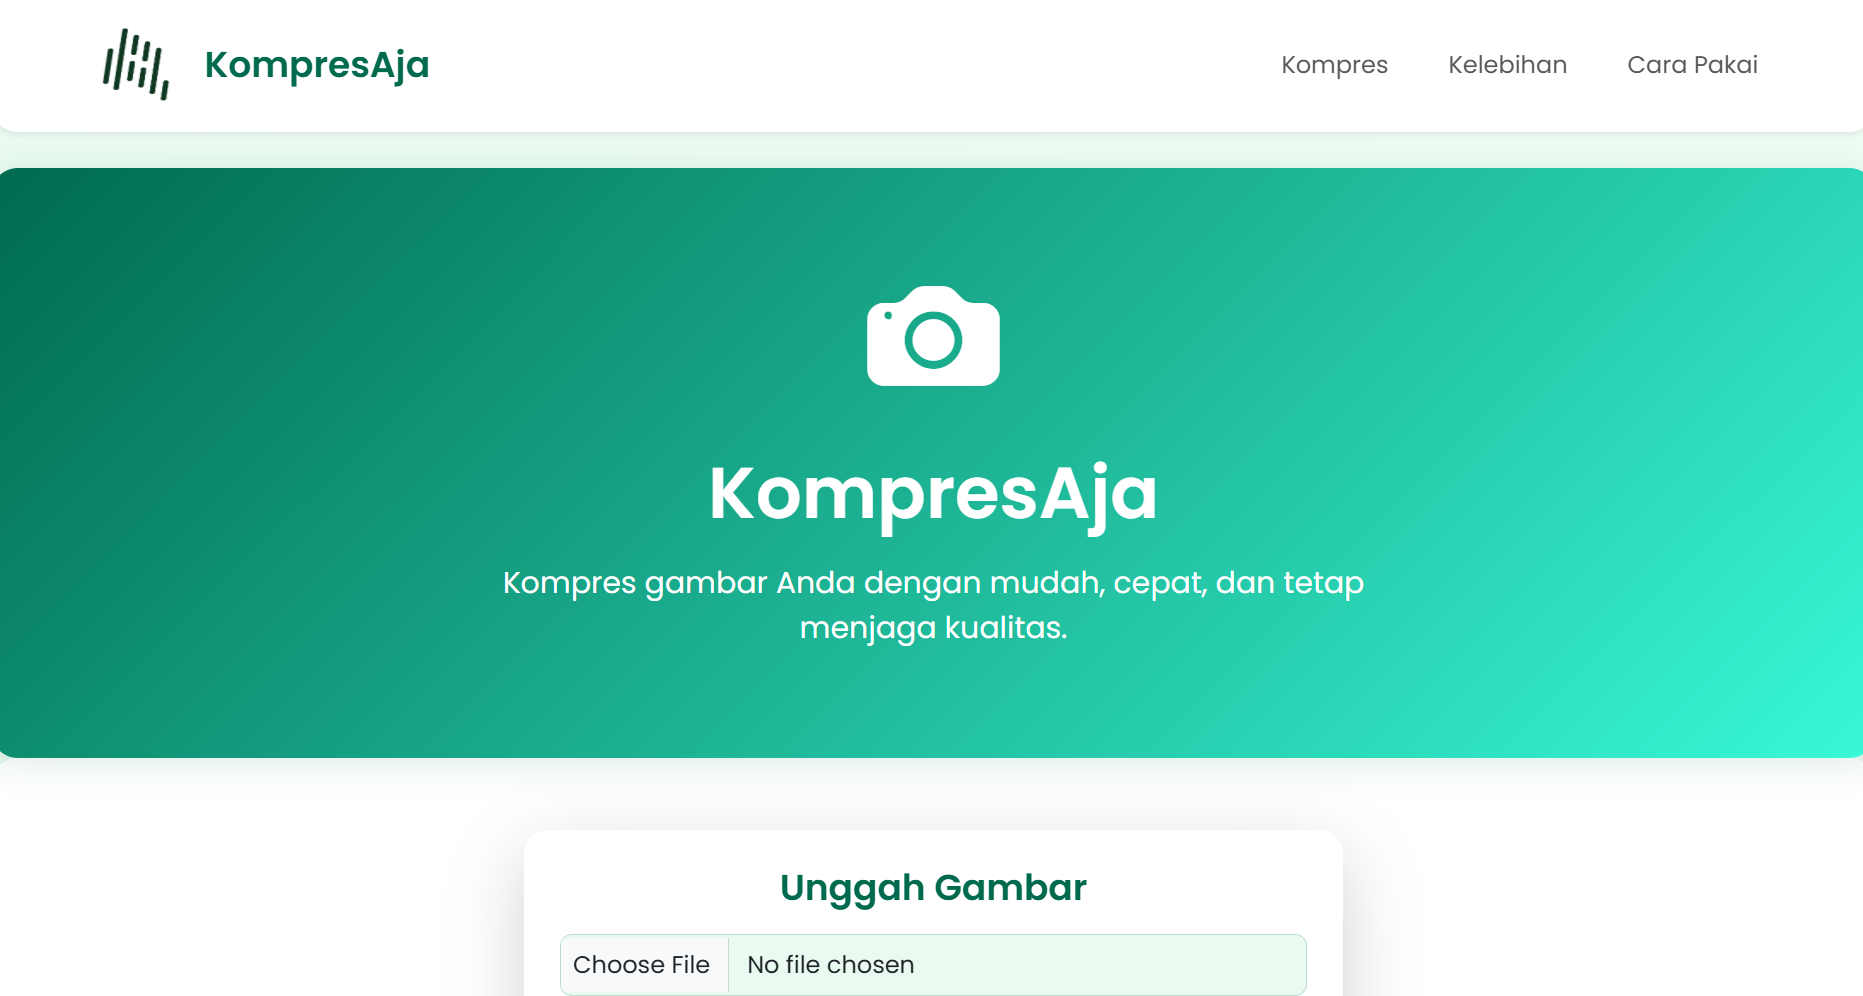 KompresAja
Kompres
Kelebihan
Cara Pakai
KompresAja
Kompres gambar Anda dengan mudah, cepat, dan tetap
menjaga kualitas.
Unggah Gambar
Choose File
No file chosen